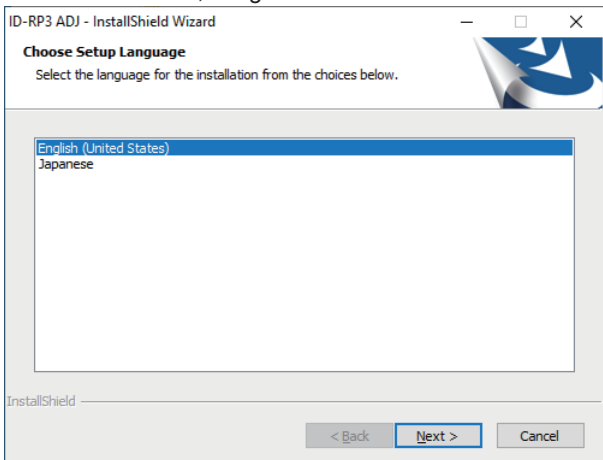 ID-RP3 ADJ - InstallShield Wizard
Choose Setup Language
Select the language for the installation from the choices below.
English (United States)
Japanese
InstallShield
< Back Next > Cancel